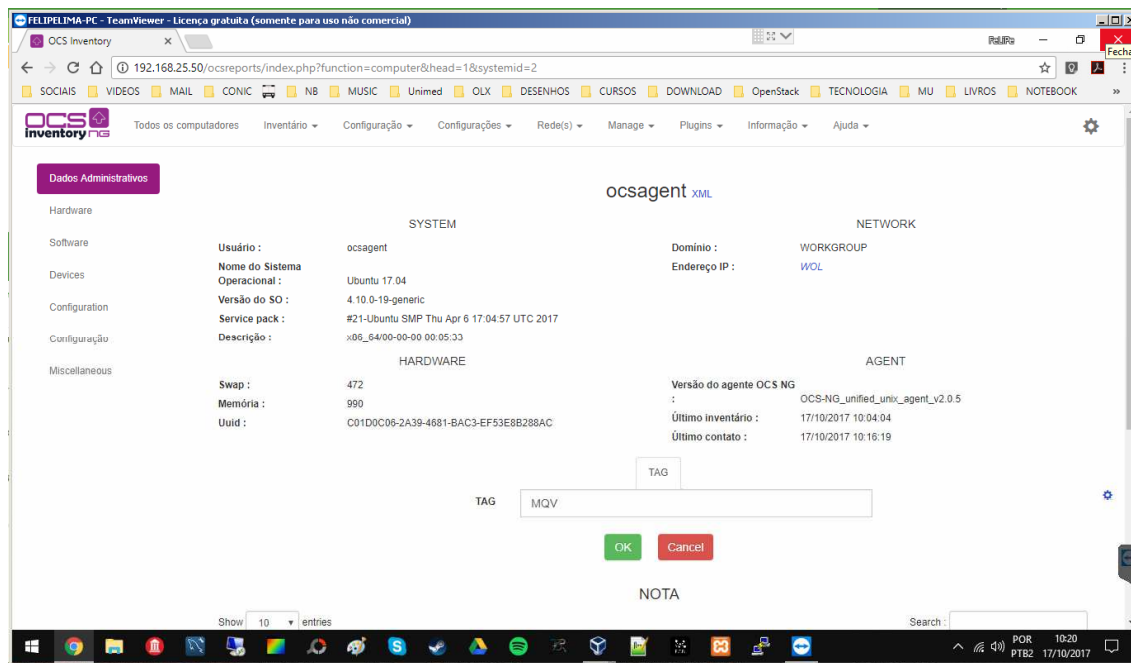 FELIPELIMA-PC - TeamViewer - Licença gratuita (somente para uso não comercial)
OCS Inventory
Fecha
192.168.25.50/ocsreports/index.php?function=computer&head=1&systemid=2
SOCIAIS VIDEOS MAIL CONIC NB MUSIC Unimed OLX DESENHOS CURSOS DOWNLOAD OpenStack TECNOLOGIA MU LIVROS NOTEBOOK »
OCS inventory NG
Todos os computadores Inventário Configuração Configurações Rede(s) Manage Plugins Informação Ajuda
Dados Administrativos
Hardware
Software
Devices
Configuration
Configuração
Miscellaneous
ocsagent XML
SYSTEM
Usuário : ocsagent
Nome do Sistema
Operacional : Ubuntu 17.04
Versão do SO : 4.10.0-19-generic
Service pack : #21-Ubuntu SMP Thu Apr 6 17:04:57 UTC 2017
Descrição : x86_64/00-00-00 00:05:33
NETWORK
Domínio : WORKGROUP
Endereço IP : WOL
HARDWARE
Swap : 472
Memória : 990
Uuid : C01D0C06-2A39-4681-BAC3-EF53E8B288AC
AGENT
Versão do agente OCS NG
: OCS-NG_unified_unix_agent_v2.0.5
Último inventário : 17/10/2017 10:04:04
Último contato : 17/10/2017 10:16:19
TAG
TAG MQV
OK Cancel
NOTA
Show 10 entries Search :
POR 10:20
PTB2 17/10/2017